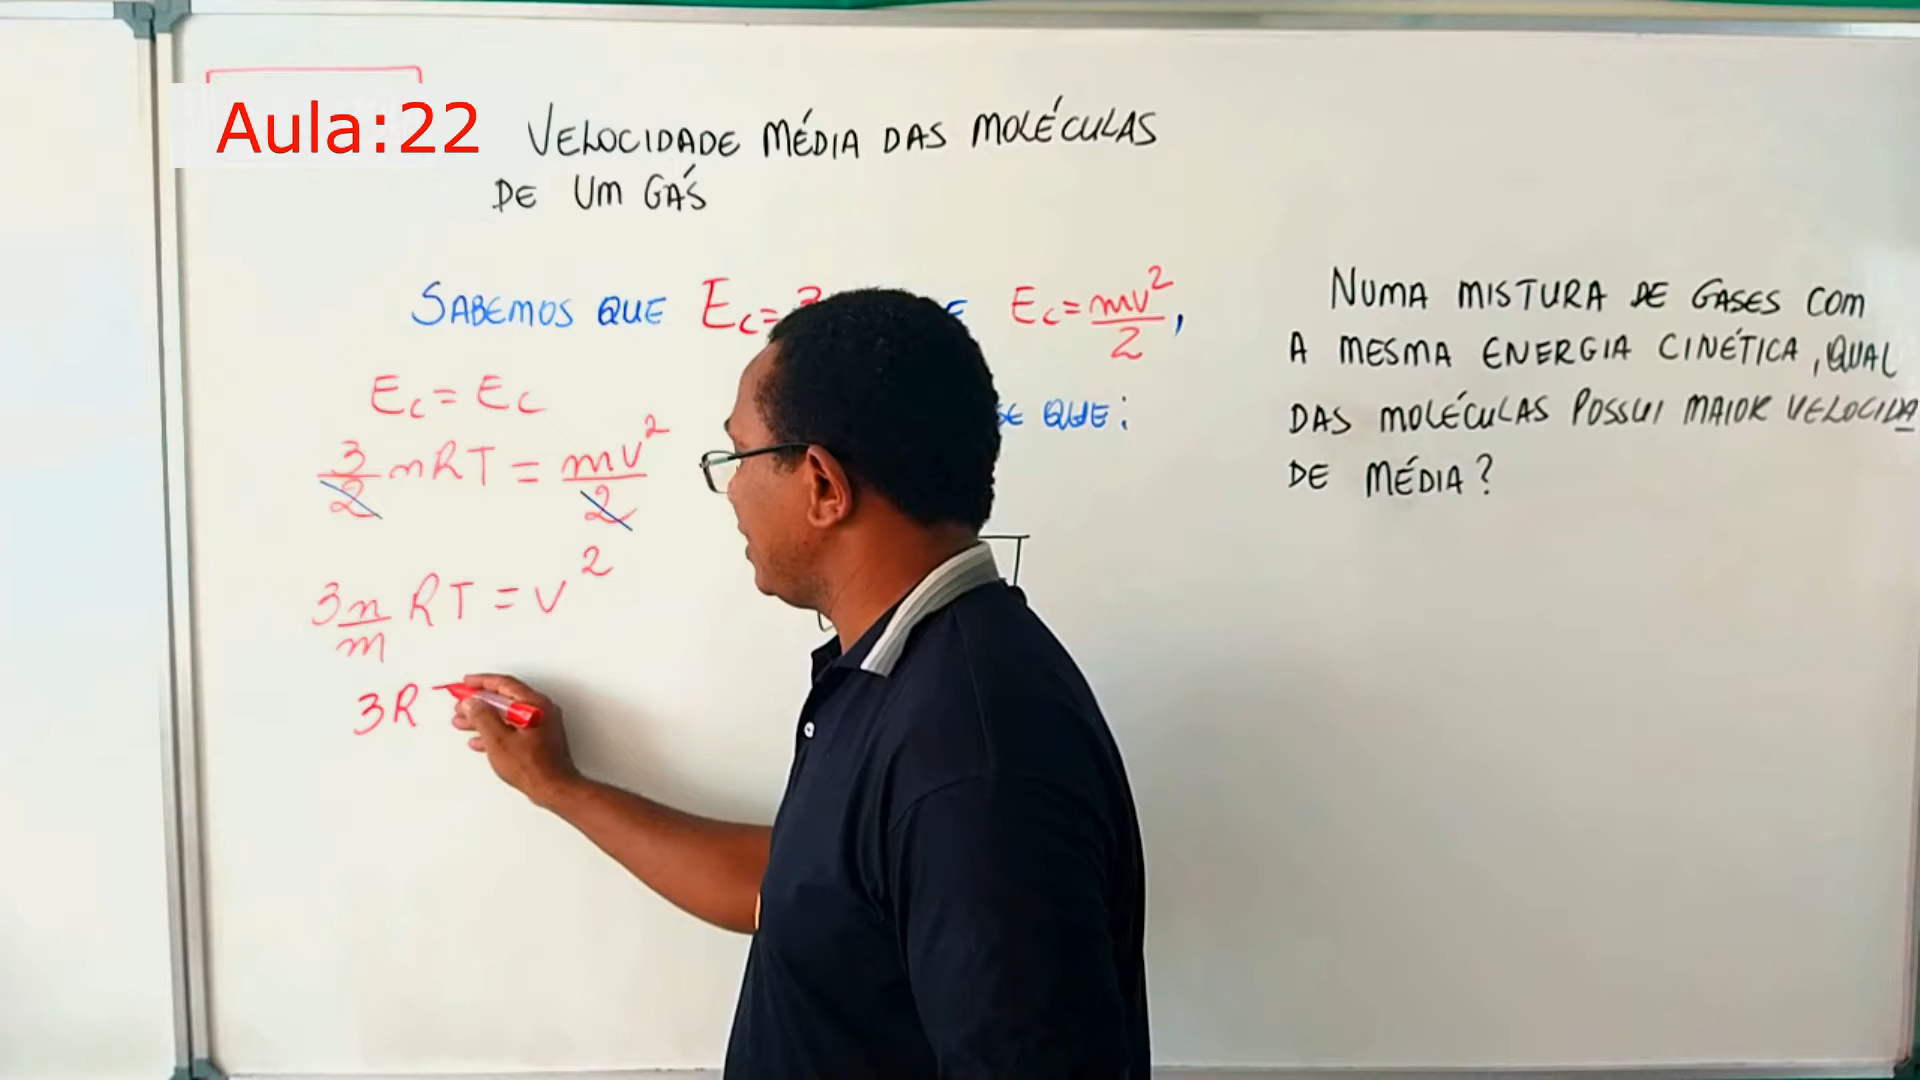 Aula:22 VELOCIDADE MÉDIA DAS MOLÉCULAS
DE UM GÁS
SABEMOS QUE Ec= E Ec=mv²/2,
Ec = Ec
QUE:
3/2 nRT = mv²/2
3n/m RT = v²
3R T
NUMA MISTURA DE GASES COM
A MESMA ENERGIA CINÉTICA, QUAL
DAS MOLÉCULAS POSSUI MAIOR VELOCIDA
DE MÉDIA?